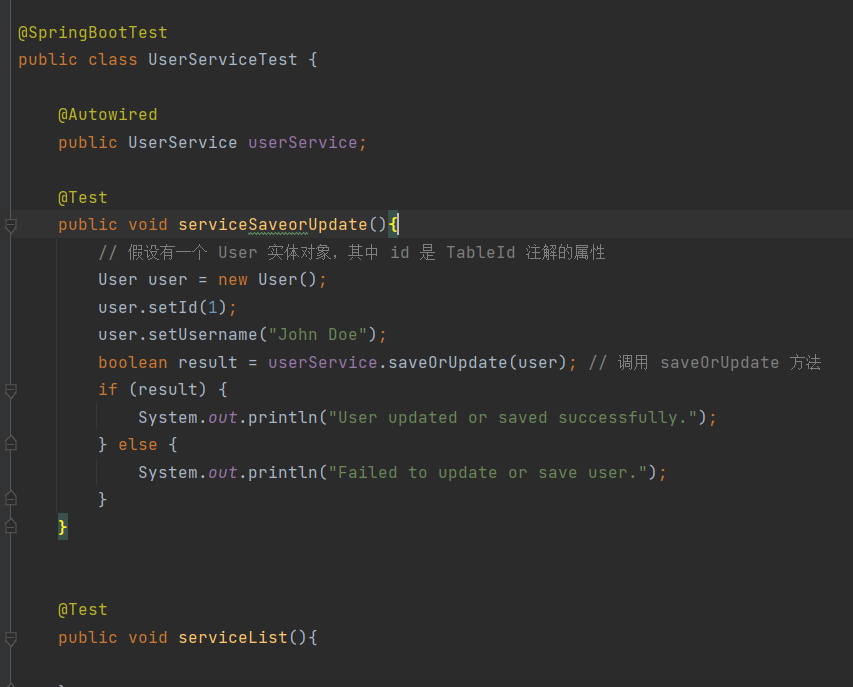 @SpringBootTest
public class UserServiceTest {
@Autowired
public UserService userService;
@Test
public void serviceSaveorUpdate(){
// 假设有一个 User 实体对象，其中 id 是 TableId 注解的属性
User user = new User();
user.setId(1);
user.setUsername("John Doe");
boolean result = userService.saveOrUpdate(user); // 调用 saveOrUpdate 方法
if (result) {
System.out.println("User updated or saved successfully.");
} else {
System.out.println("Failed to update or save user.");
}
}
@Test
public void serviceList(){